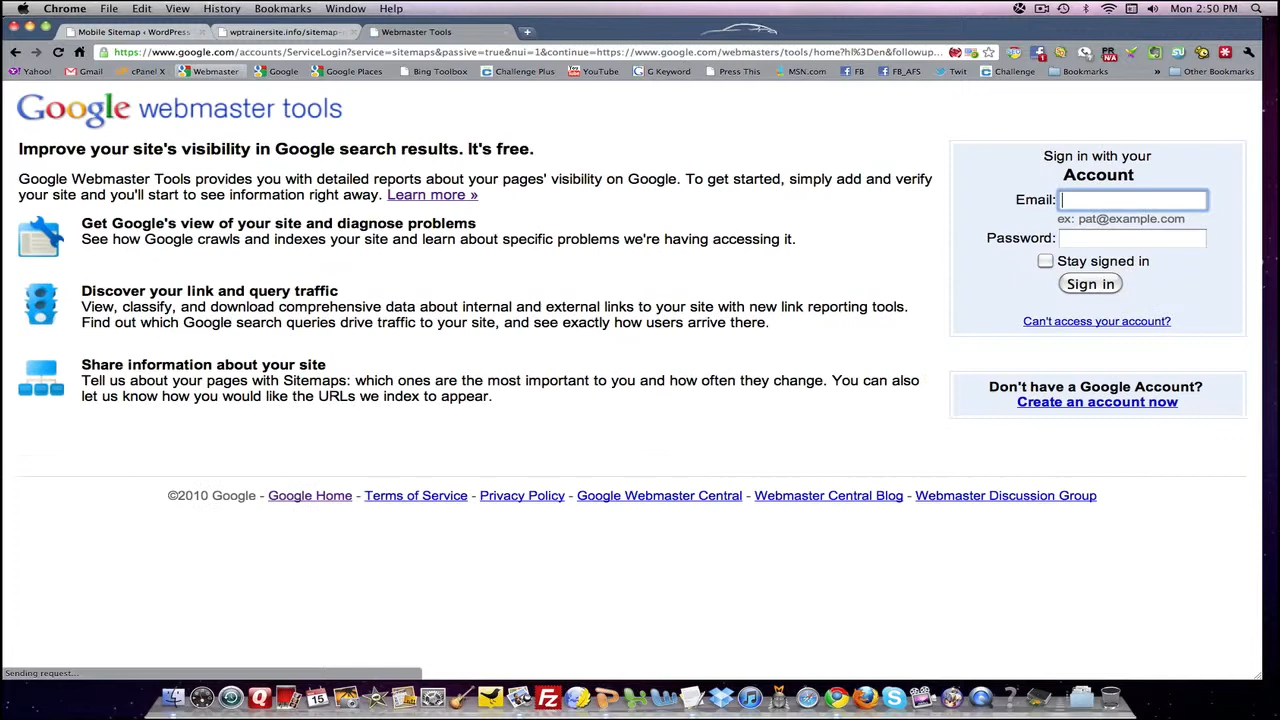 Chrome File Edit View History Bookmarks Window Help Mon 2:50 PM
Mobile Sitemap ‹ WordPress wptrainersite.info/sitemap- Webmaster Tools
https://www.google.com/accounts/ServiceLogin?service=sitemaps&passive=true&nui=1&continue=https://www.google.com/webmasters/tools/home?hl%3Den&followup...
Yahoo! Gmail cPanel X Webmaster Google Google Places Bing Toolbox Challenge Plus YouTube G Keyword Press This MSN.com FB FB_AFS Twit Challenge Bookmarks » Other Bookmarks
Google webmaster tools
Improve your site's visibility in Google search results. It's free.
Google Webmaster Tools provides you with detailed reports about your pages' visibility on Google. To get started, simply add and verify
your site and you'll start to see information right away. Learn more »
Get Google's view of your site and diagnose problems
See how Google crawls and indexes your site and learn about specific problems we're having accessing it.
Discover your link and query traffic
View, classify, and download comprehensive data about internal and external links to your site with new link reporting tools.
Find out which Google search queries drive traffic to your site, and see exactly how users arrive there.
Share information about your site
Tell us about your pages with Sitemaps: which ones are the most important to you and how often they change. You can also
let us know how you would like the URLs we index to appear.
Sign in with your
Account
Email:
ex: pat@example.com
Password:
Stay signed in
Sign in
Can't access your account?
Don't have a Google Account?
Create an account now
©2010 Google - Google Home - Terms of Service - Privacy Policy - Google Webmaster Central - Webmaster Central Blog - Webmaster Discussion Group
Sending request...